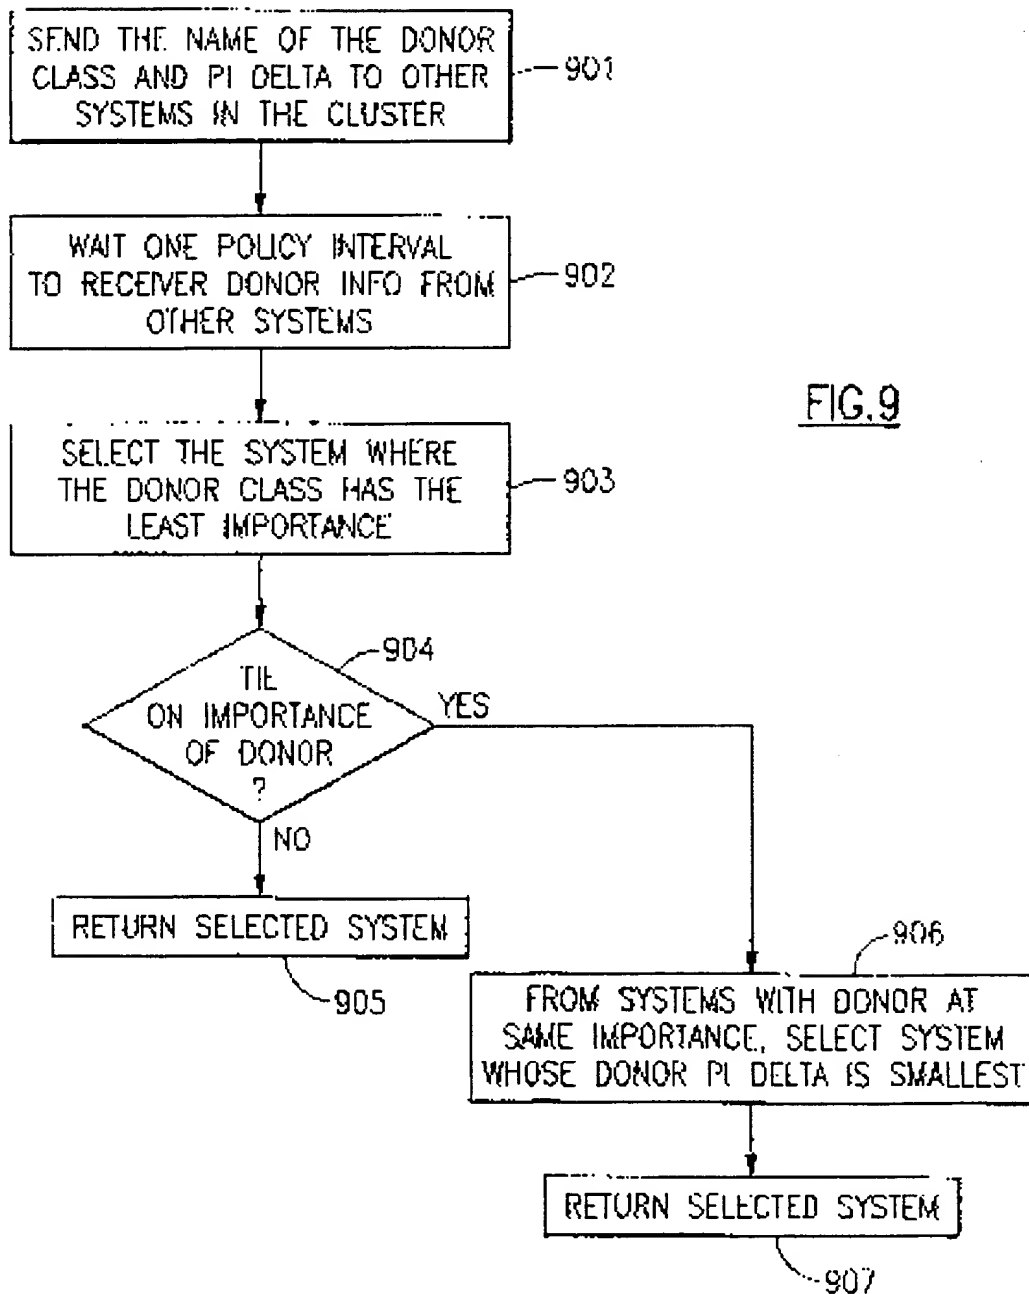 SEND THE NAME OF THE DONOR
CLASS AND PI DELTA TO OTHER
SYSTEMS IN THE CLUSTER
901
WAIT ONE POLICY INTERVAL
TO RECEIVER DONOR INFO FROM
OTHER SYSTEMS
902
FIG.9
SELECT THE SYSTEM WHERE
THE DONOR CLASS HAS THE
LEAST IMPORTANCE
903
904
TIE
ON IMPORTANCE
OF DONOR
?
YES
NO
RETURN SELECTED SYSTEM
905
906
FROM SYSTEMS WITH DONOR AT
SAME IMPORTANCE, SELECT SYSTEM
WHOSE DONOR PI DELTA IS SMALLEST
RETURN SELECTED SYSTEM
907